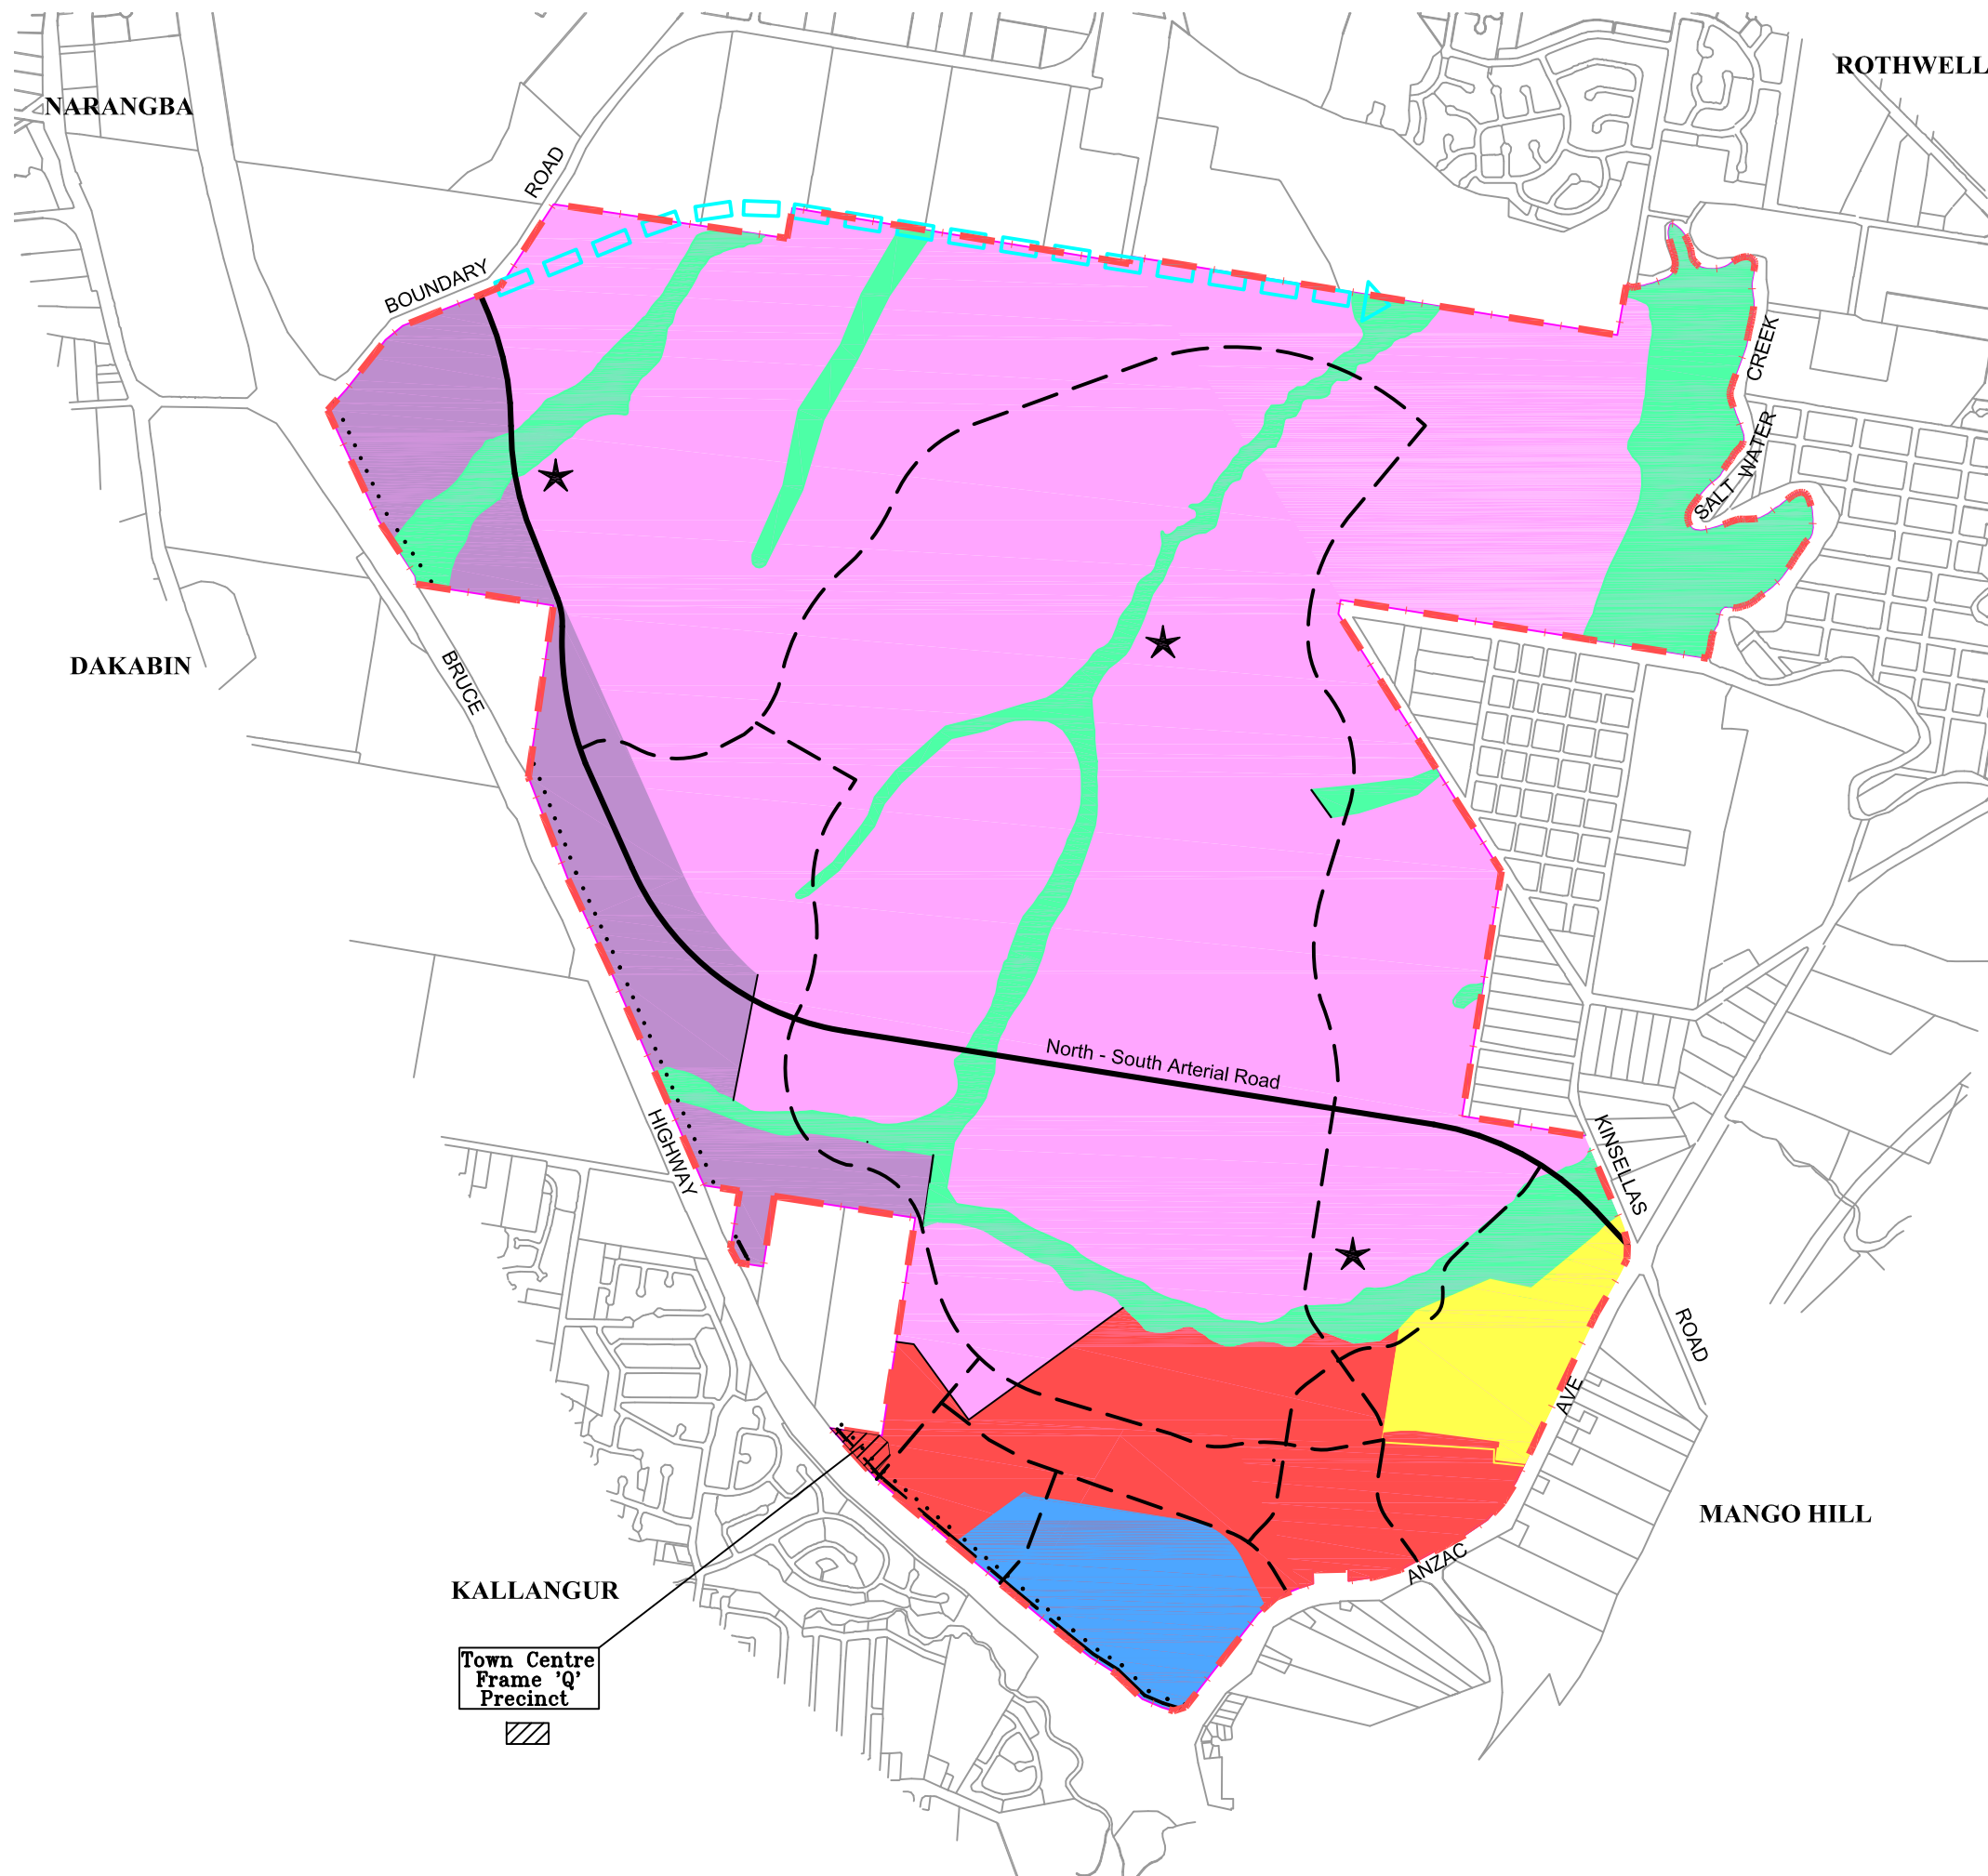 ROTHWELL
NARANGBA
ROAD
BOUNDARY
CREEK
SALT WATER
DAKABIN
BRUCE
North - South Arterial Road
HIGHWAY
KINSELLAS
ROAD
AVE
MANGO HILL
ANZAC
KALLANGUR
Town Centre
Frame 'Q'
Precinct